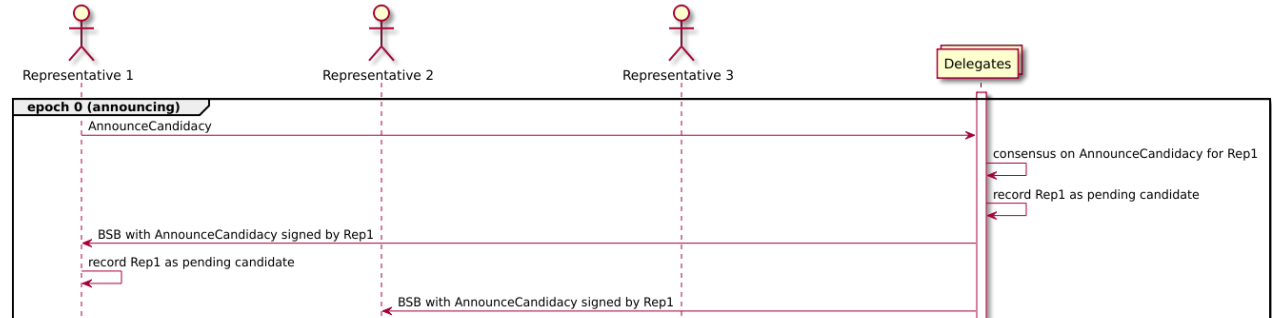 Representative 1
Representative 2
Representative 3
Delegates
epoch 0 (announcing)
AnnounceCandidacy
consensus on AnnounceCandidacy for Rep1
record Rep1 as pending candidate
BSB with AnnounceCandidacy signed by Rep1
record Rep1 as pending candidate
BSB with AnnounceCandidacy signed by Rep1